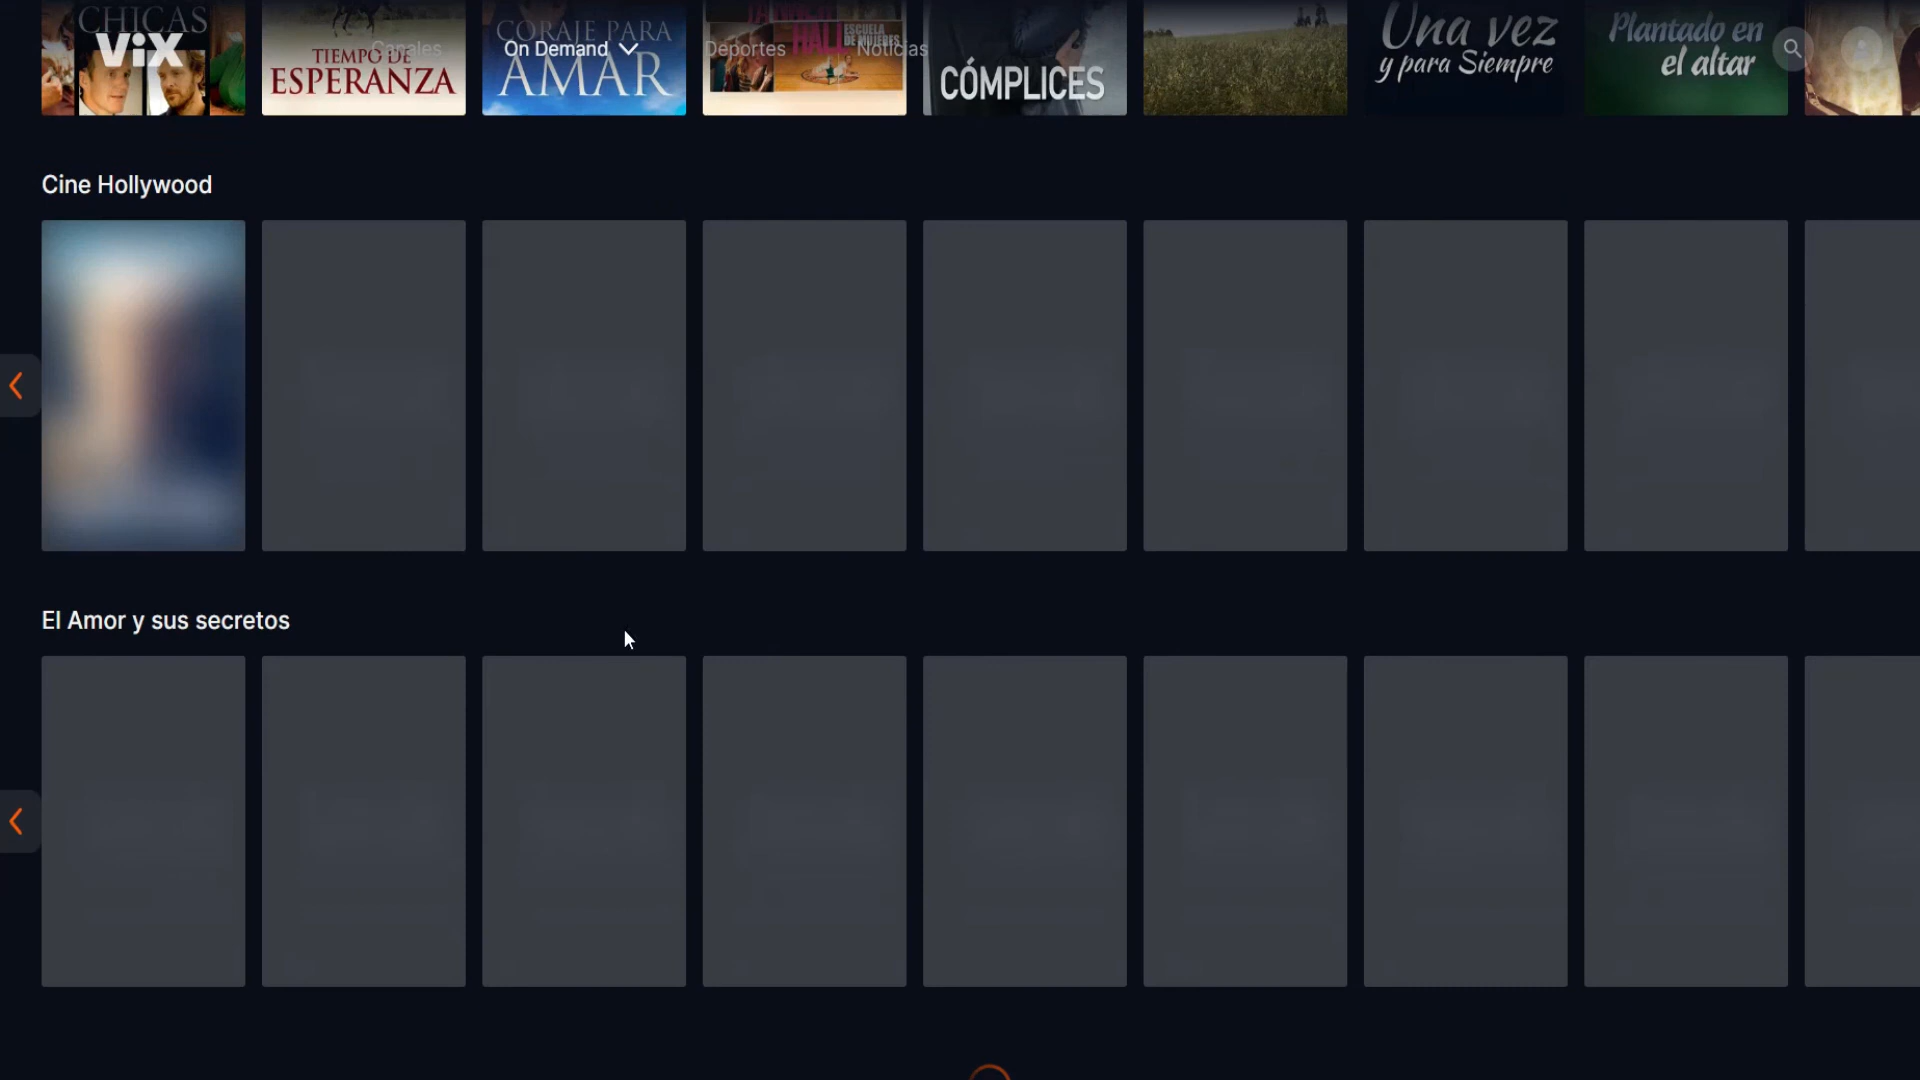 CHICAS
ViX
Canales
On Demand
Deportes
Noticias
TIEMPO DE
ESPERANZA
CORAJE PARA
AMAR
HALL
ESCUELA
DE MUJERES
CÓMPLICES
Una vez
y para Siempre
Plantado en
el altar
Cine Hollywood
El Amor y sus secretos